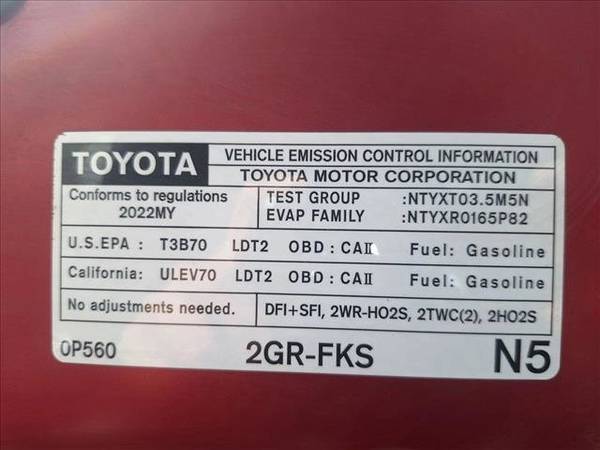 TOYOTA
VEHICLE EMISSION CONTROL INFORMATION
TOYOTA MOTOR CORPORATION
Conforms to regulations
2022MY
TEST GROUP :NTYXT03.5M5N
EVAP FAMILY :NTYXR0165P82
U.S.EPA : T3B70 LDT2 OBD : CAⅡ Fuel: Gasoline
California: ULEV70 LDT2 OBD : CAⅡ Fuel: Gasoline
No adjustments needed.
DFI+SFI, 2WR-HO2S, 2TWC(2), 2HO2S
0P560 2GR-FKS N5